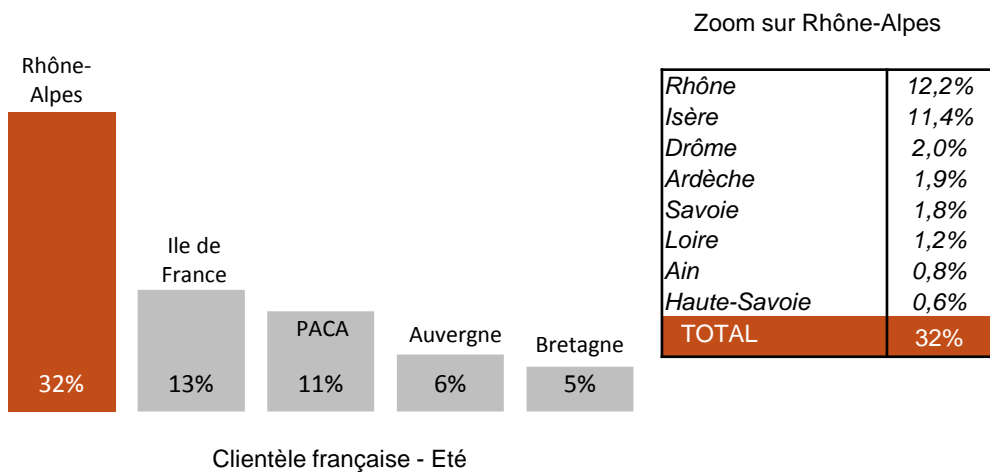 Zoom sur Rhône-Alpes
Rhône-
Alpes
32%
Ile de
France
13%
PACA
11%
Auvergne
6%
Bretagne
5%
Clientèle française - Eté
Rhône 12,2%
Isère 11,4%
Drôme 2,0%
Ardèche 1,9%
Savoie 1,8%
Loire 1,2%
Ain 0,8%
Haute-Savoie 0,6%
TOTAL 32%